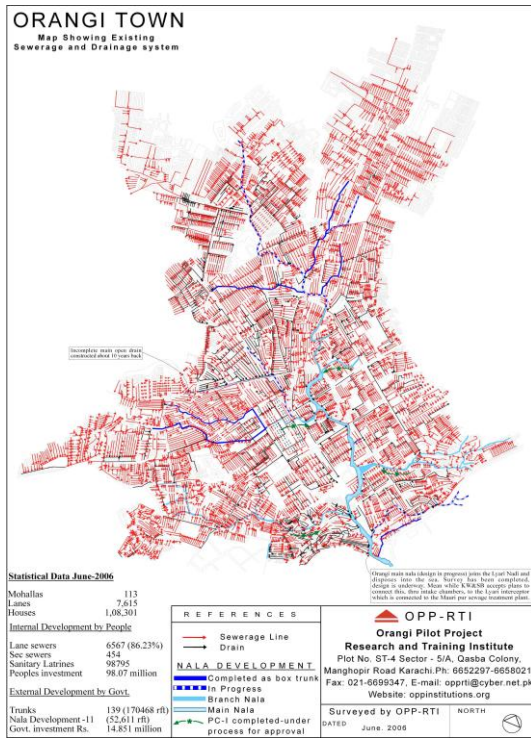 ORANGI TOWN
Map Showing Existing
Sewerage and Drainage system
Incomplete main open drain
constructed about 10 years back
Orangi main nala (design in progress) joins the Lyari Nadi and
disposes into the sea. Survey has been completed,
design is underway. Mean while KW&SB accepts plans to
connect this, thru intake chambers, to the Lyari interceptor
which is connected to the Mauri pur sewage treatment plan.
Statistical Data June-2006
Mohallas 113
Lanes 7,615
Houses 1,08,301
Internal Development by People
Lane sewers 6567 (86.23%)
Sec sewers 454
Sanitary Latrines 98795
Peoples investment 98.07 million
External Development by Govt.
Trunks 139 (170468 rft)
Nala Development -11 (52,611 rft)
Govt. investment Rs. 14.851 million
REFERENCES
Sewerage Line
Drain
NALA DEVELOPMENT
Completed as box trunk
In Progress
Branch Nala
Main Nala
PC-I completed-under
process for approval
OPP-RTI
Orangi Pilot Project
Research and Training Institute
Plot No. ST-4 Sector - 5/A, Qasba Colony,
Manghopir Road Karachi.Ph: 6652297-6658021
Fax: 021-6699347, E-mail: opprti@cyber.net.pk
Website: oppinstitutions.org
Surveyed by OPP-RTI
DATED June. 2006
NORTH